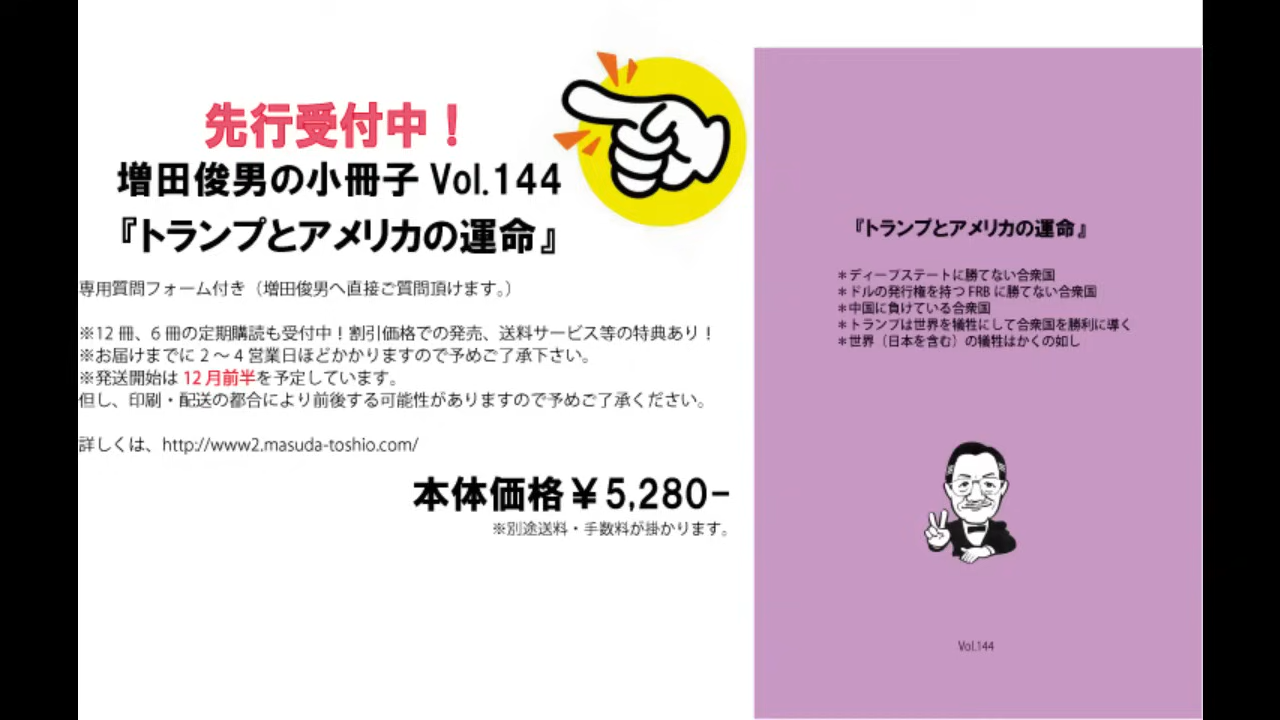 先行受付中！
増田俊男の小冊子 Vol.144
『トランプとアメリカの運命』
専用質問フォーム付き（増田俊男へ直接ご質問頂けます。）
※12 冊、6 冊の定期購読も受付中！割引価格での発売、送料サービス等の特典あり！
※お届けまでに 2 〜 4 営業日ほどかかりますので予めご了承下さい。
※発送開始は 12 月前半を予定しています。
但し、印刷・配送の都合により前後する可能性がありますので予めご了承ください。
詳しくは、http://www2.masuda-toshio.com/
本体価格￥5,280-
※別途送料・手数料が掛かります。
『トランプとアメリカの運命』
＊ディープステートに勝てない合衆国
＊ドルの発行権を持つ FRB に勝てない合衆国
＊中国に負けている合衆国
＊トランプは世界を犠牲にして合衆国を勝利に導く
＊世界（日本を含む）の犠牲はかくの如し
Vol.144